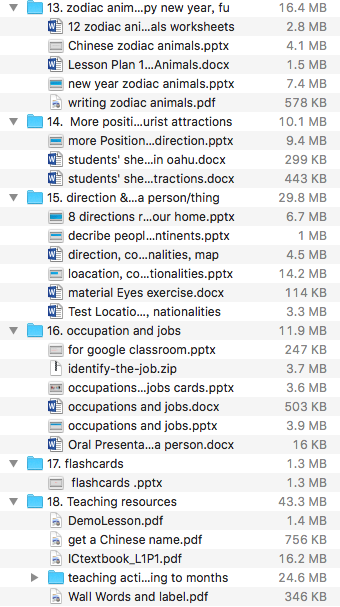 13. zodiac anim...py new year, fu 16.4 MB
12 zodiac ani...als worksheets 2.8 MB
Chinese zodiac animals.pptx 4.1 MB
Lesson Plan 1...Animals.docx 1.5 MB
new year zodiac animals.pptx 7.4 MB
writing zodiac animals.pdf 578 KB
14. More positi...urist attractions 10.1 MB
more Position...direction.pptx 9.4 MB
students' she...in oahu.docx 299 KB
students' she...tractions.docx 443 KB
15. direction &...a person/thing 29.8 MB
8 directions r...our home.pptx 6.7 MB
decribe peopl...ntinents.pptx 1 MB
direction, co...nalities, map 4.5 MB
loacation, co...tionalities.pptx 14.2 MB
material Eyes exercise.docx 114 KB
Test Locatio..., nationalities 3.3 MB
16. occupation and jobs 11.9 MB
for google classroom.pptx 247 KB
identify-the-job.zip 3.7 MB
occupations...jobs cards.pptx 3.6 MB
occupations and jobs.docx 503 KB
occupations and jobs.pptx 3.9 MB
Oral Presenta...a person.docx 16 KB
17. flashcards 1.3 MB
flashcards .pptx 1.3 MB
18. Teaching resources 43.3 MB
DemoLesson.pdf 1.4 MB
get a Chinese name.pdf 756 KB
ICtextbook_L1P1.pdf 16.2 MB
teaching acti...ing to months 24.6 MB
Wall Words and label.pdf 346 KB